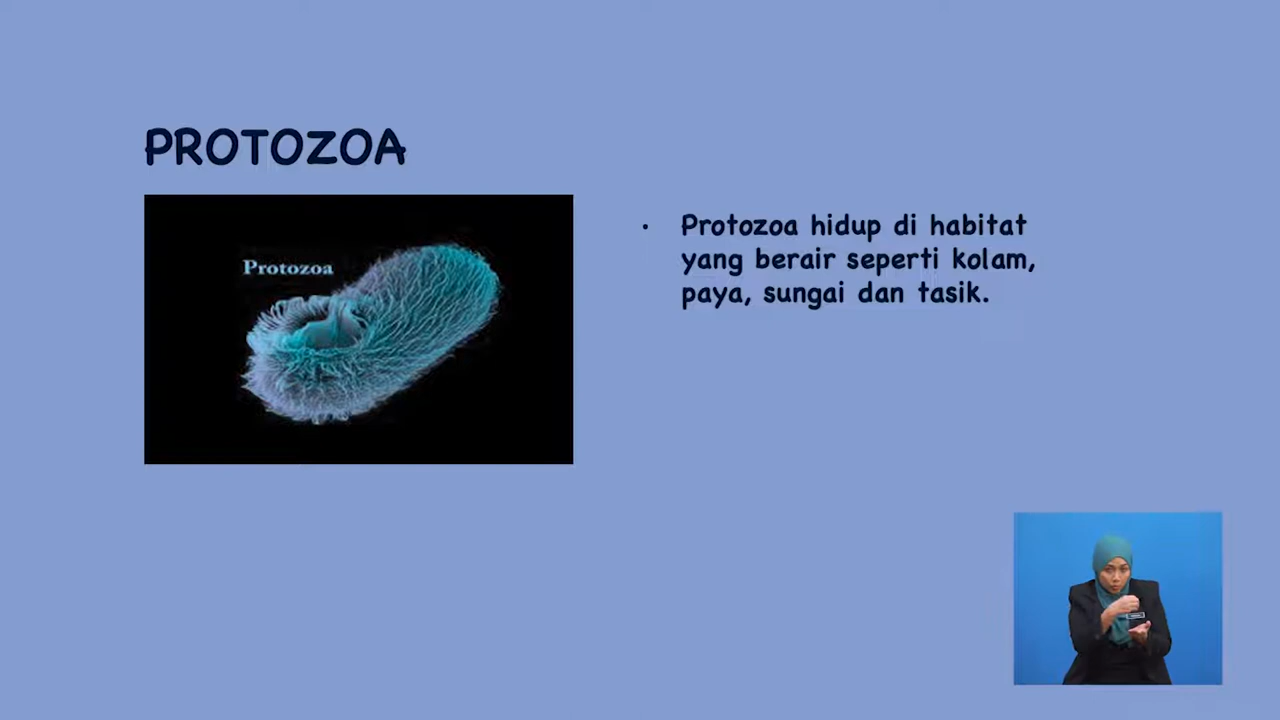 PROTOZOA
Protozoa
• Protozoa hidup di habitat
yang berair seperti kolam,
paya, sungai dan tasik.